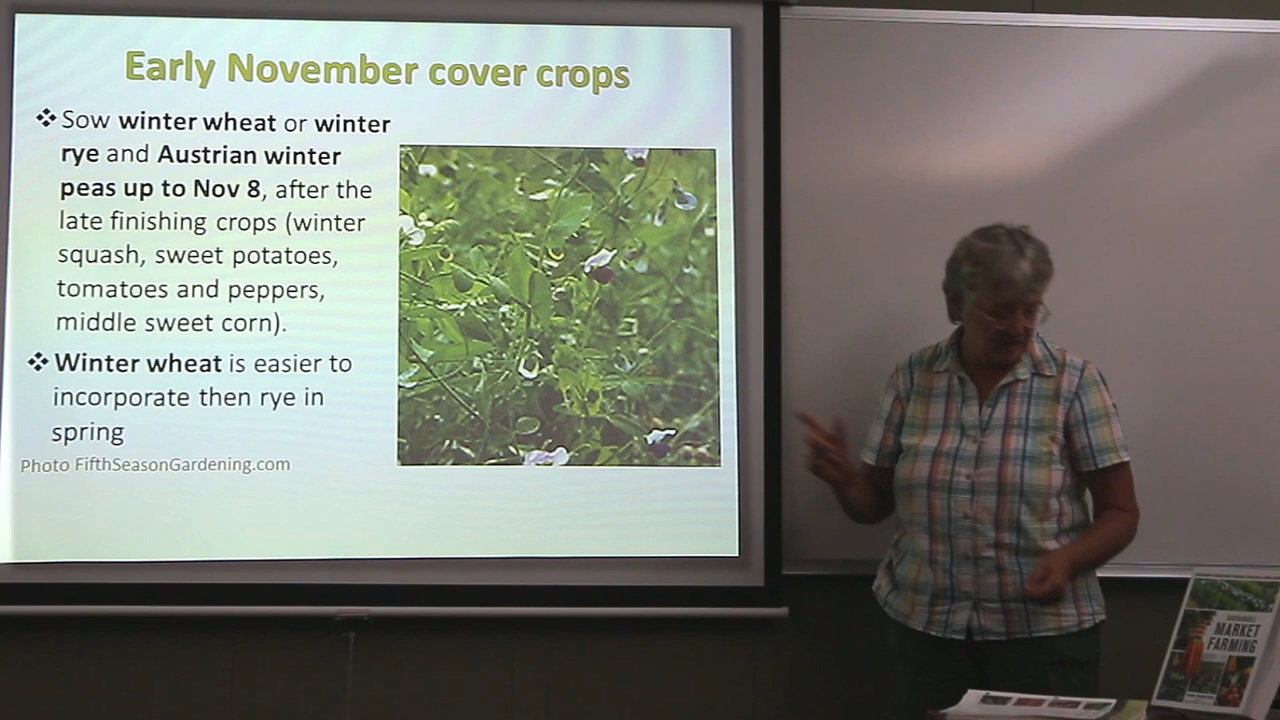 Early November cover crops
❖ Sow winter wheat or winter
rye and Austrian winter
peas up to Nov 8, after the
late finishing crops (winter
squash, sweet potatoes,
tomatoes and peppers,
middle sweet corn).
❖ Winter wheat is easier to
incorporate then rye in
spring
Photo FifthSeasonGardening.com
MARKET
FARMING